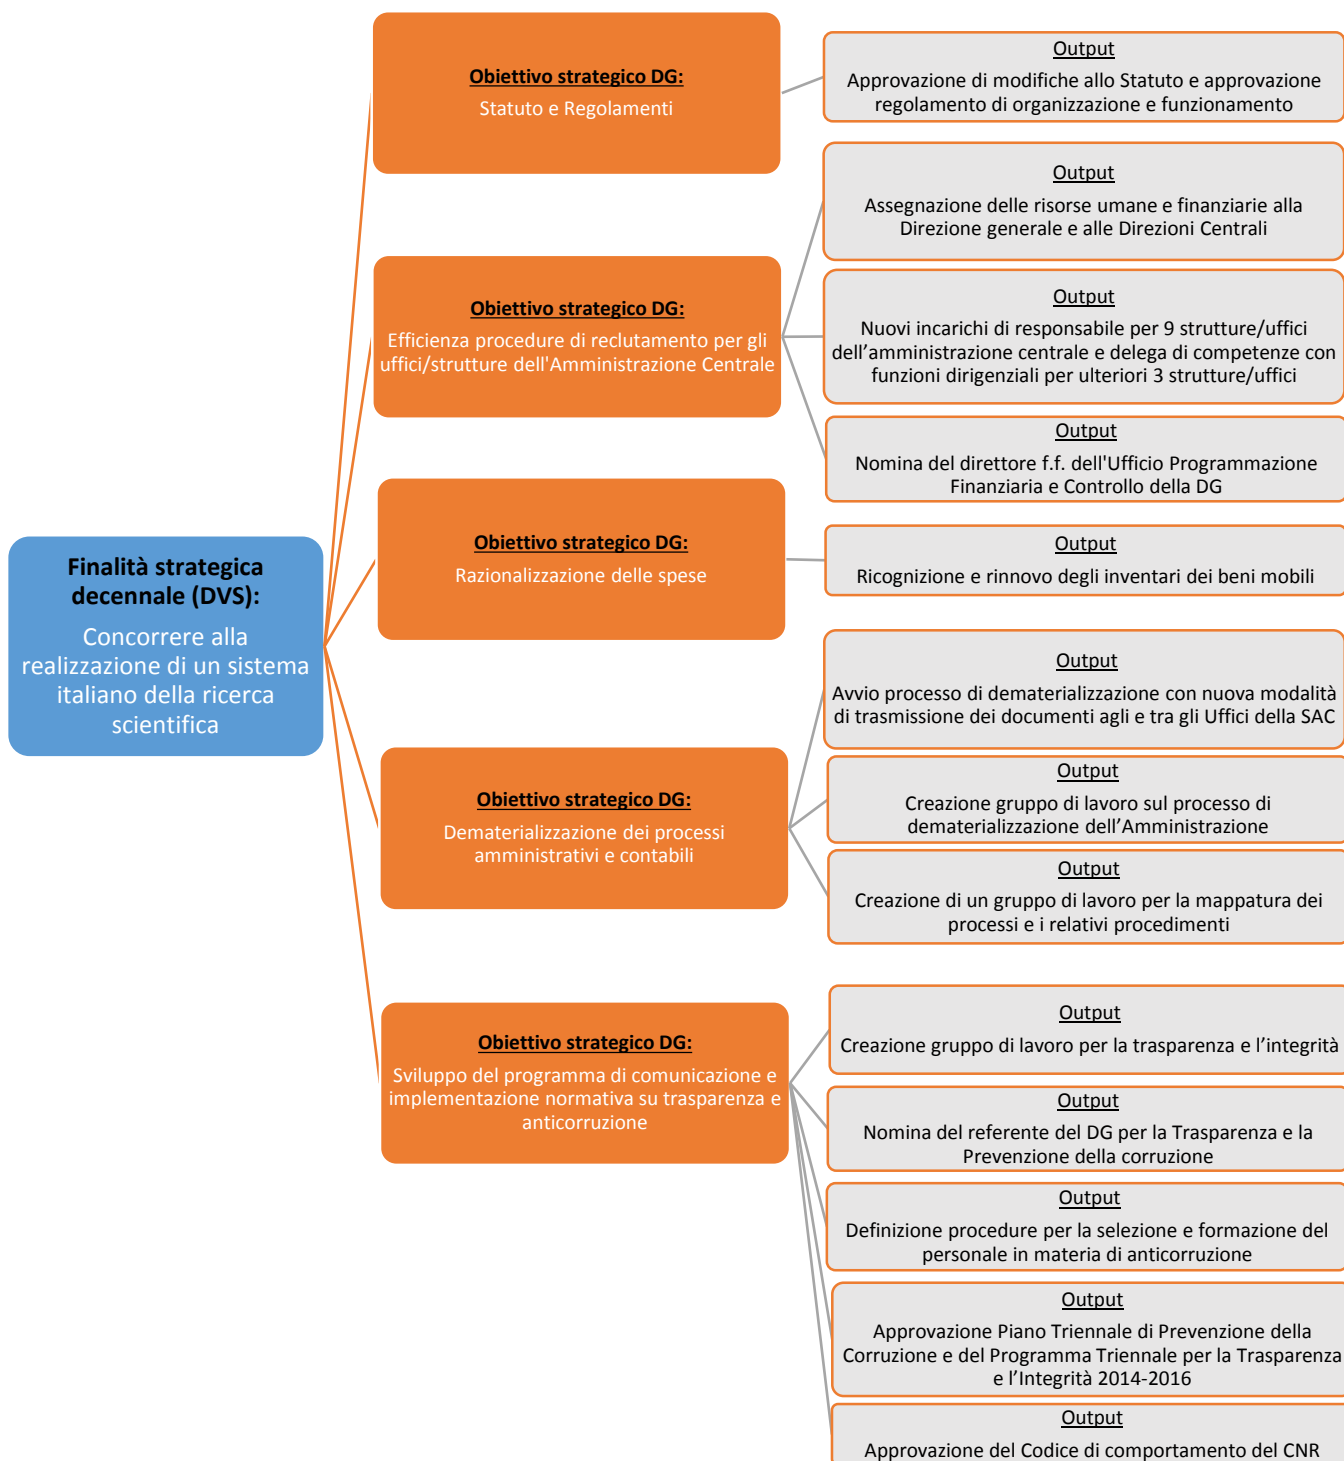 Finalità strategica
decennale (DVS):
Concorrere alla
realizzazione di un sistema
italiano della ricerca
scientifica
Obiettivo strategico DG:
Statuto e Regolamenti
Output
Approvazione di modifiche allo Statuto e approvazione
regolamento di organizzazione e funzionamento
Obiettivo strategico DG:
Efficienza procedure di reclutamento per gli
uffici/strutture dell'Amministrazione Centrale
Output
Assegnazione delle risorse umane e finanziarie alla
Direzione generale e alle Direzioni Centrali
Output
Nuovi incarichi di responsabile per 9 strutture/uffici
dell’amministrazione centrale e delega di competenze con
funzioni dirigenziali per ulteriori 3 strutture/uffici
Output
Nomina del direttore f.f. dell'Ufficio Programmazione
Finanziaria e Controllo della DG
Obiettivo strategico DG:
Razionalizzazione delle spese
Output
Ricognizione e rinnovo degli inventari dei beni mobili
Obiettivo strategico DG:
Dematerializzazione dei processi
amministrativi e contabili
Output
Avvio processo di dematerializzazione con nuova modalità
di trasmissione dei documenti agli e tra gli Uffici della SAC
Output
Creazione gruppo di lavoro sul processo di
dematerializzazione dell’Amministrazione
Output
Creazione di un gruppo di lavoro per la mappatura dei
processi e i relativi procedimenti
Obiettivo strategico DG:
Sviluppo del programma di comunicazione e
implementazione normativa su trasparenza e
anticorruzione
Output
Creazione gruppo di lavoro per la trasparenza e l’integrità
Output
Nomina del referente del DG per la Trasparenza e la
Prevenzione della corruzione
Output
Definizione procedure per la selezione e formazione del
personale in materia di anticorruzione
Output
Approvazione Piano Triennale di Prevenzione della
Corruzione e del Programma Triennale per la Trasparenza
e l’Integrità 2014-2016
Output
Approvazione del Codice di comportamento del CNR